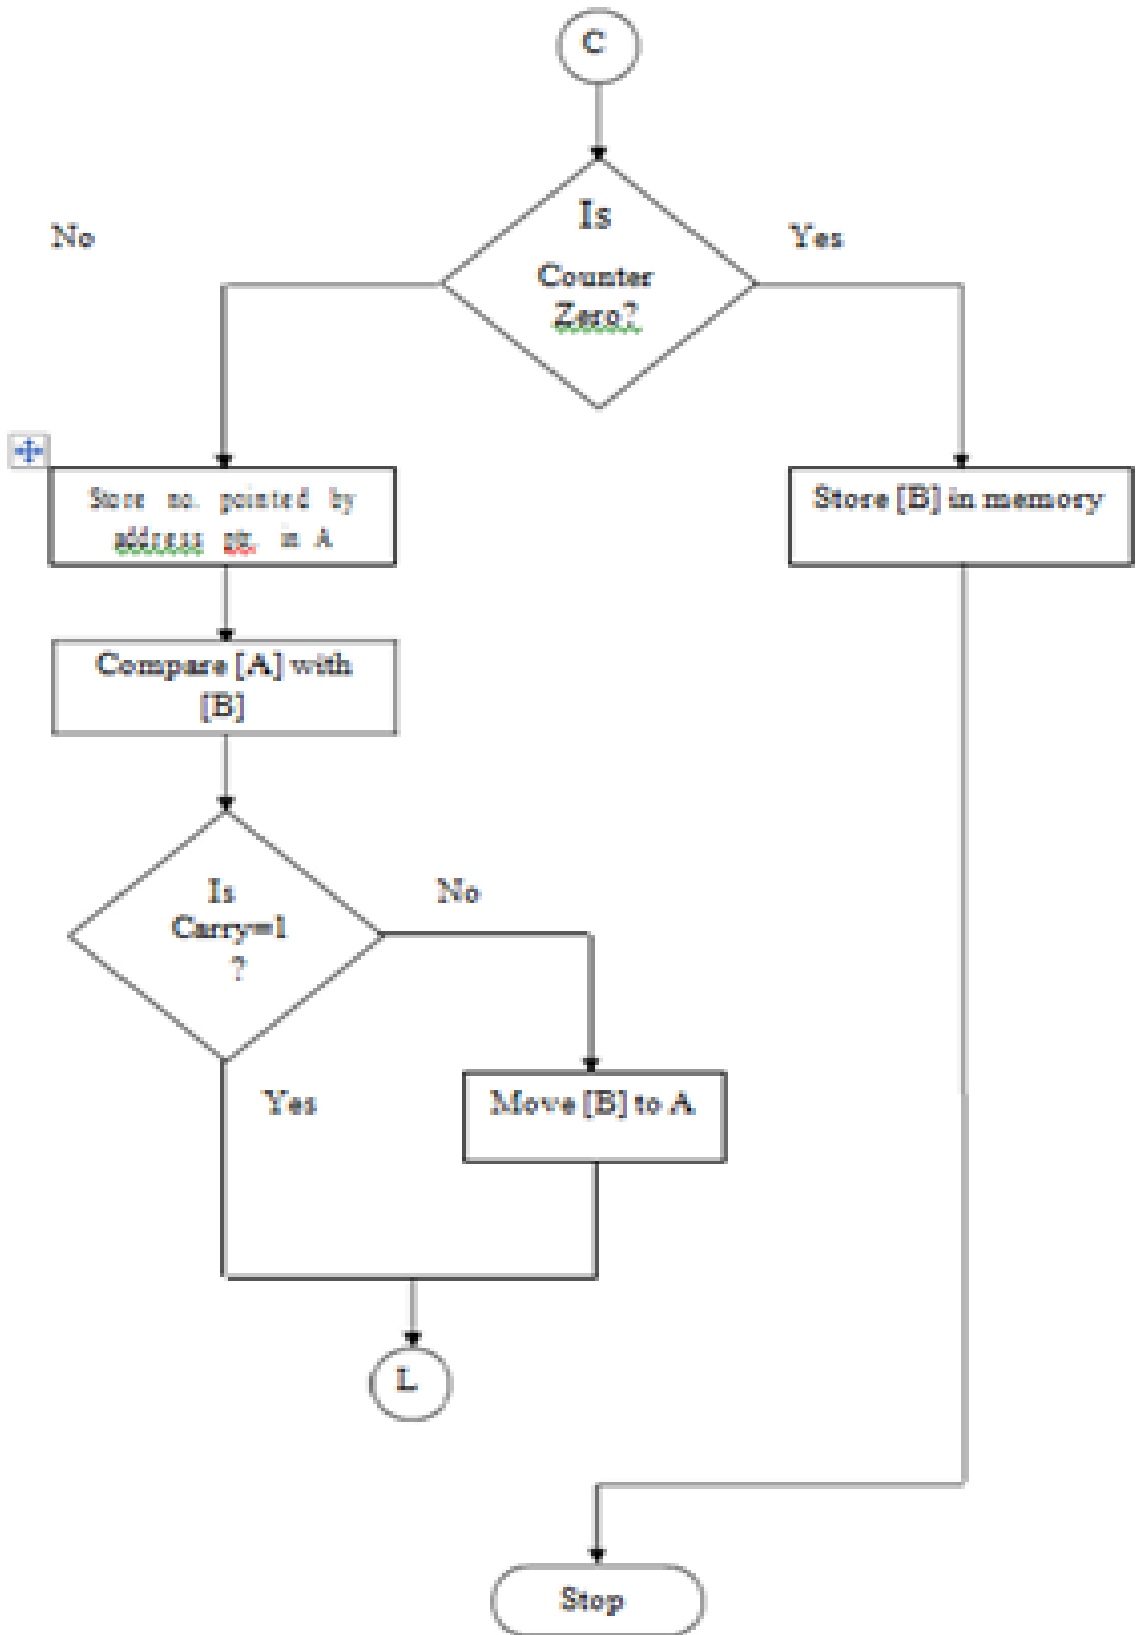 C
Is
Counter
Zero?
No
Yes
Store no. pointed by
address ptr. in A
Store [B] in memory
Compare [A] with
[B]
Is
Carry=1
?
No
Yes
Move [B] to A
L
Stop